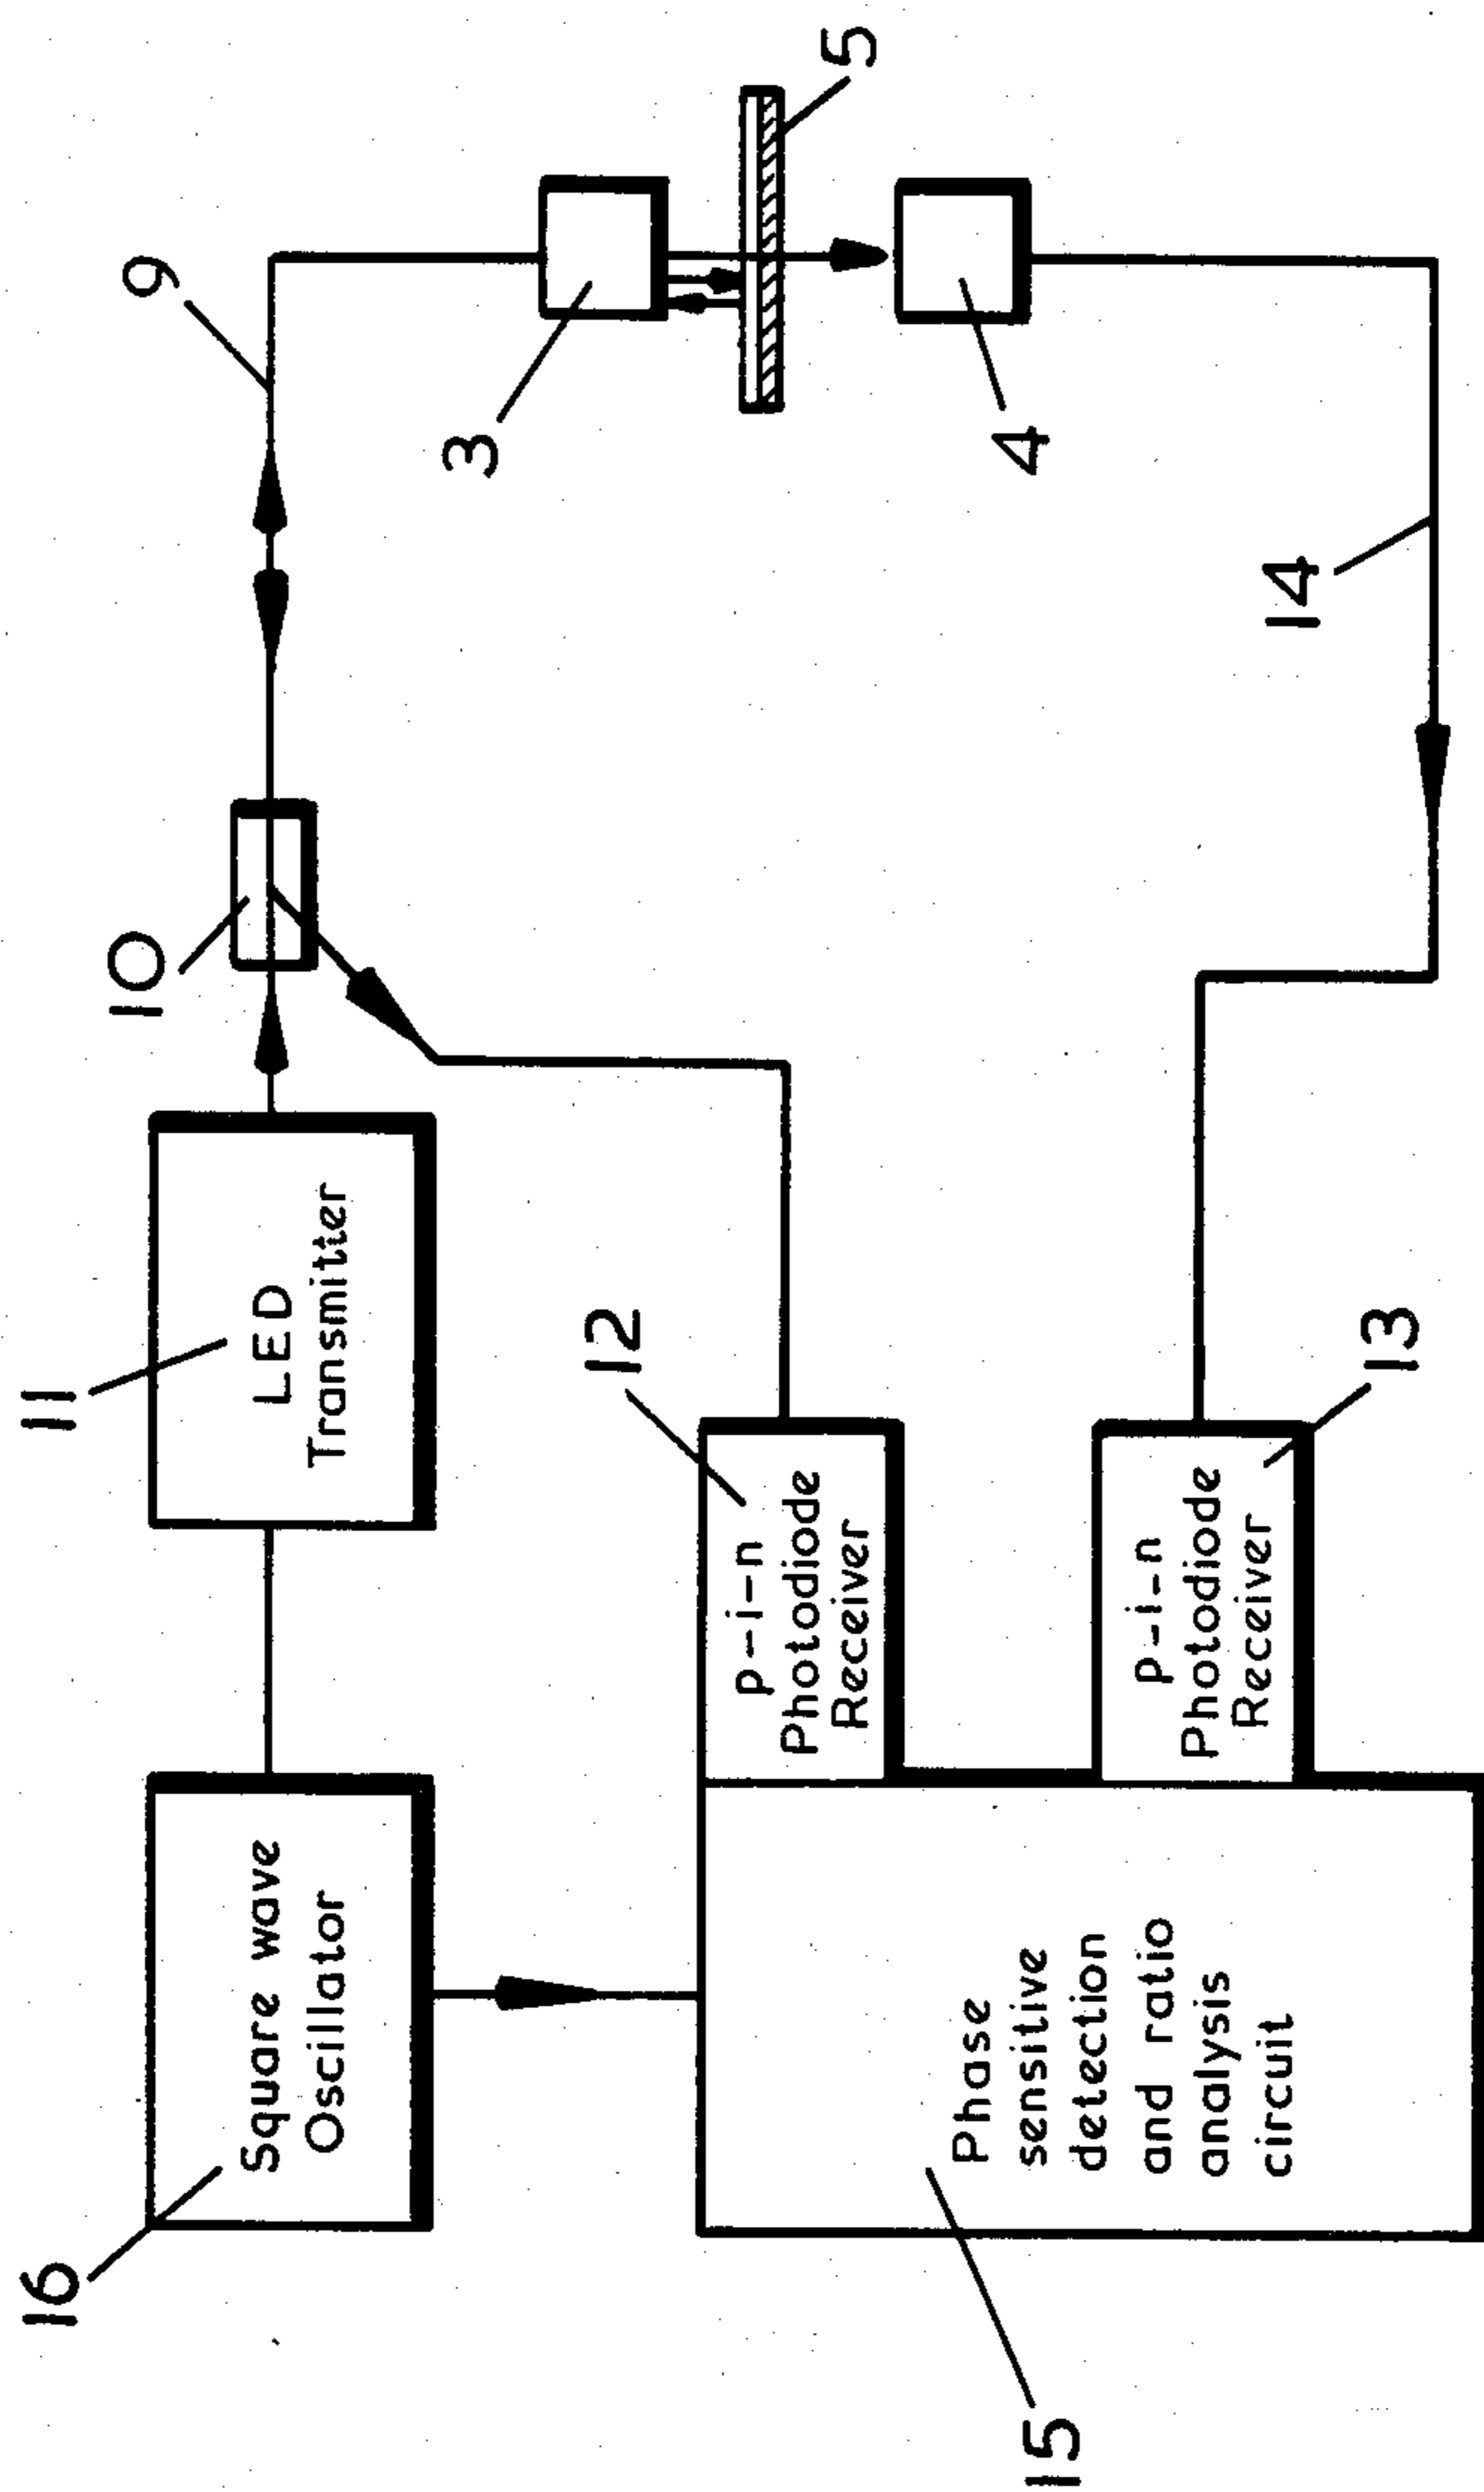 16
Square wave
Oscillator
11
LED
Transmitter
10
9
3
5
4
12
p-i-n
Photodiode
Receiver
13
p-i-n
Photodiode
Receiver
14
15
Phase
sensitive
detection
and ratio
analysis
circuit